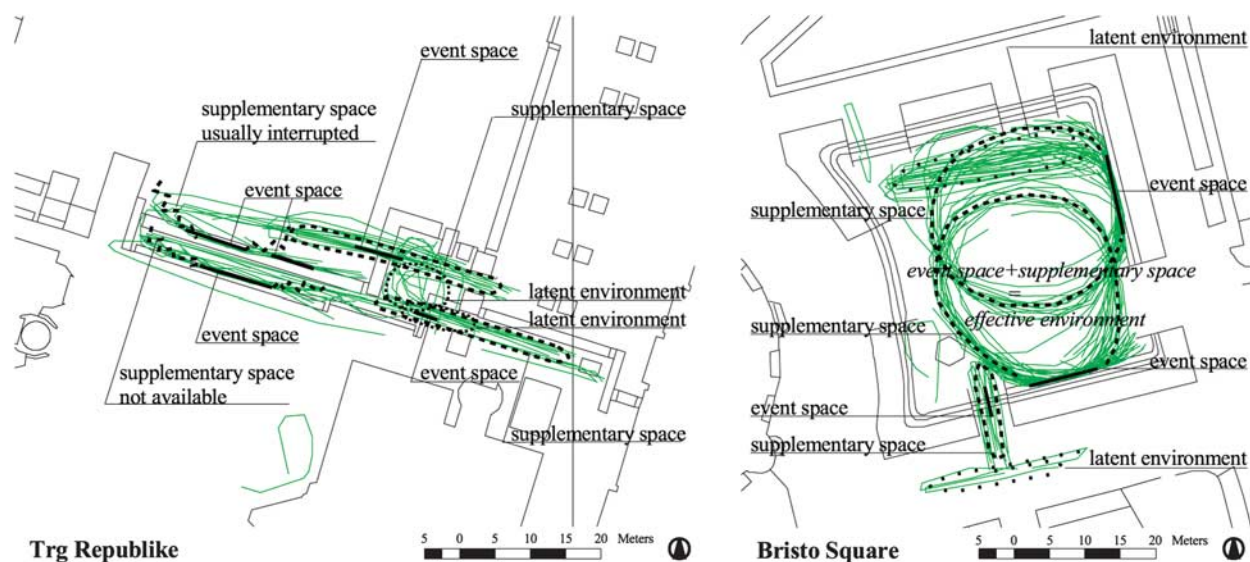 event space
supplementary space
usually interrupted
supplementary space
event space
latent environment
latent environment
event space
event space
supplementary space
not available
supplementary space
Trg Republike
5 0 5 10 15 20 Meters
latent environment
event space
supplementary space
event space+supplementary space
=
effective environment
supplementary space
event space
event space
supplementary space
latent environment
Bristo Square
5 0 5 10 15 20 Meters